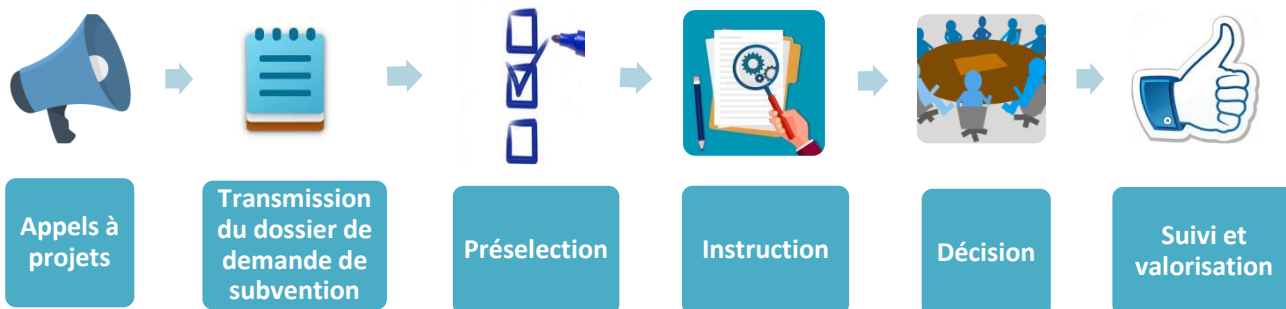 Appels à
projets
Transmission
du dossier de
demande de
subvention
Préselection
Instruction
Décision
Suivi et
valorisation